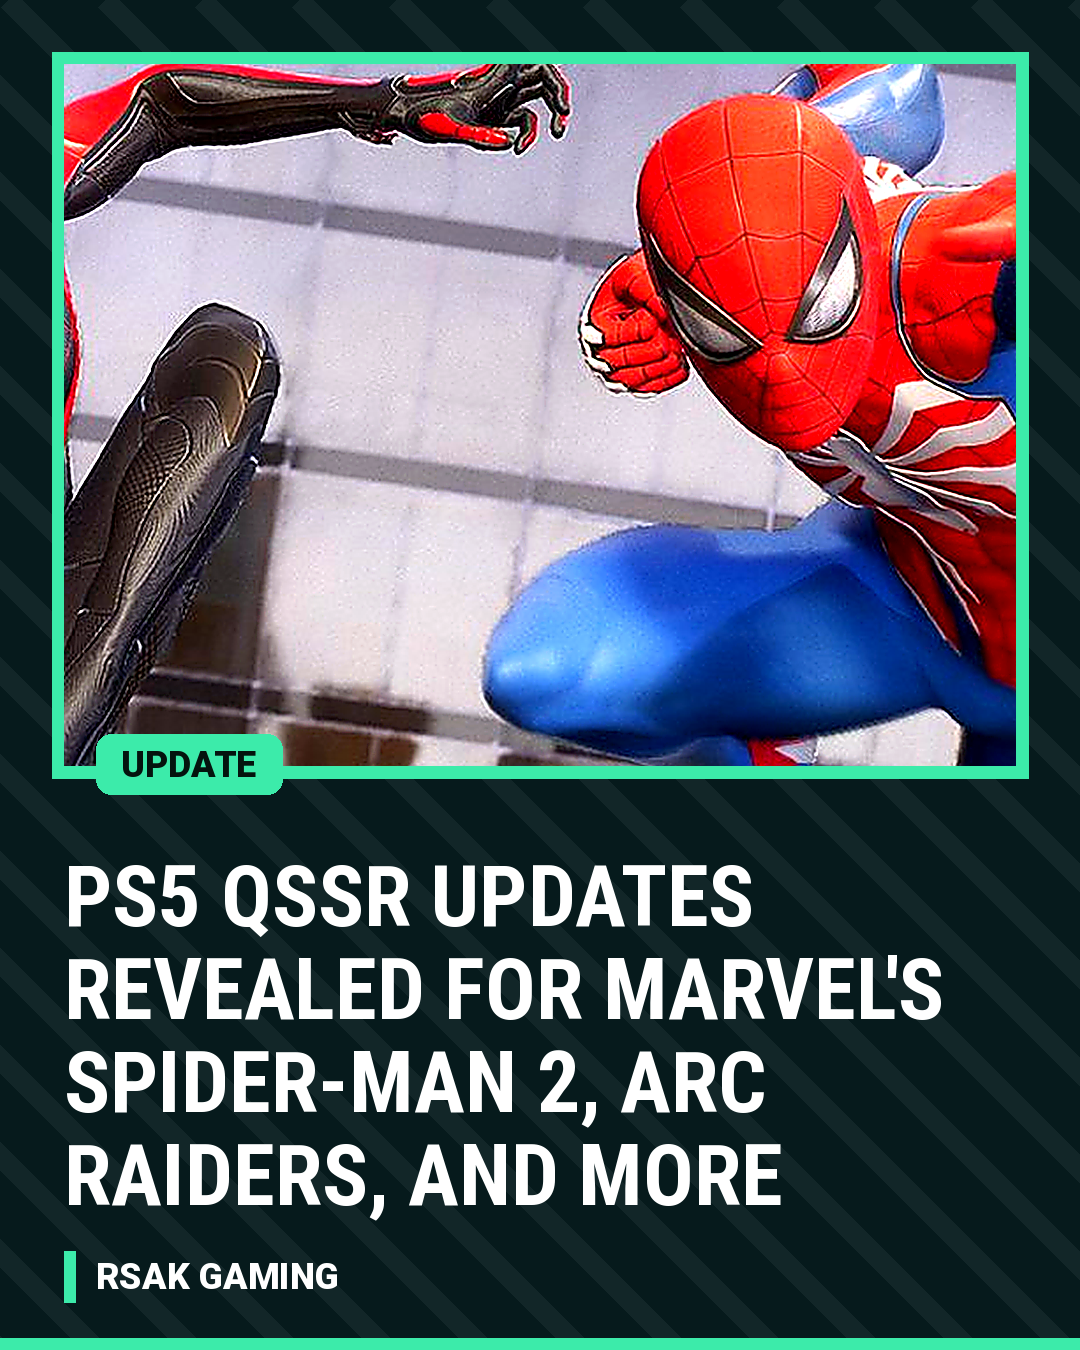 UPDATE
PS5 QSSR UPDATES
REVEALED FOR MARVEL'S
SPIDER-MAN 2, ARC
RAIDERS, AND MORE
RSAK GAMING